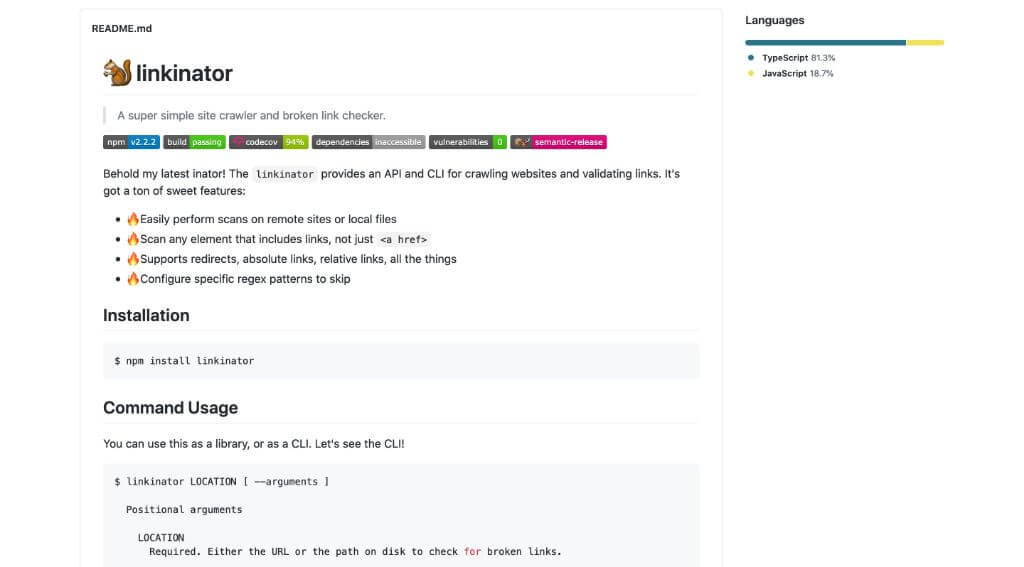 README.md
linkinator
A super simple site crawler and broken link checker.
npm v2.2.2 build passing codecov 94% dependencies inaccessible vulnerabilities 0 semantic-release
Behold my latest inator! The linkinator provides an API and CLI for crawling websites and validating links. It's
got a ton of sweet features:
Easily perform scans on remote sites or local files
Scan any element that includes links, not just <a href>
Supports redirects, absolute links, relative links, all the things
Configure specific regex patterns to skip
Installation
$ npm install linkinator
Command Usage
You can use this as a library, or as a CLI. Let's see the CLI!
$ linkinator LOCATION [ --arguments ]
Positional arguments
LOCATION
Required. Either the URL or the path on disk to check for broken links.
Languages
TypeScript 81.3%
JavaScript 18.7%